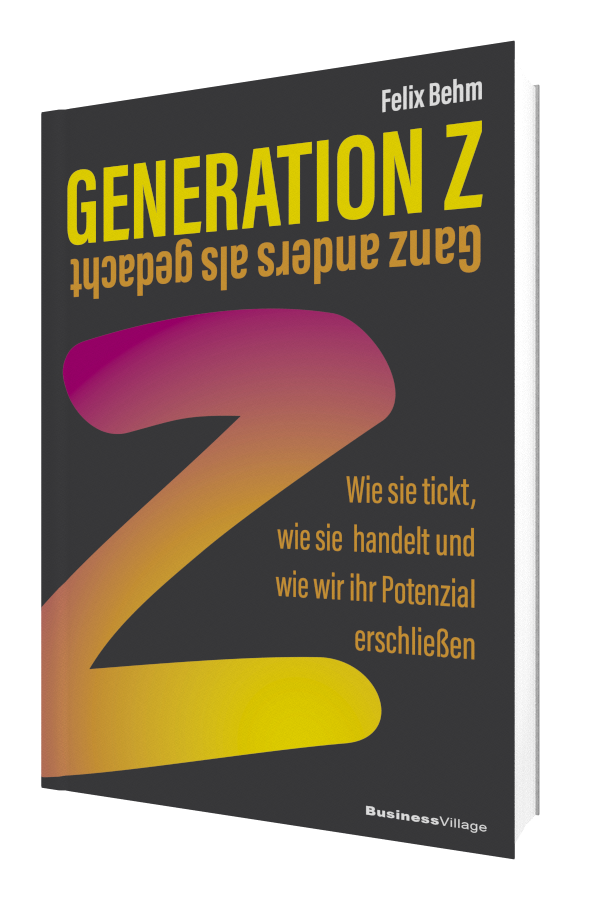 Felix Behm
GENERATION Z
Ganz anders als gedacht
Wie sie tickt,
wie sie handelt und
wie wir ihr Potenzial
erschließen
BusinessVillage